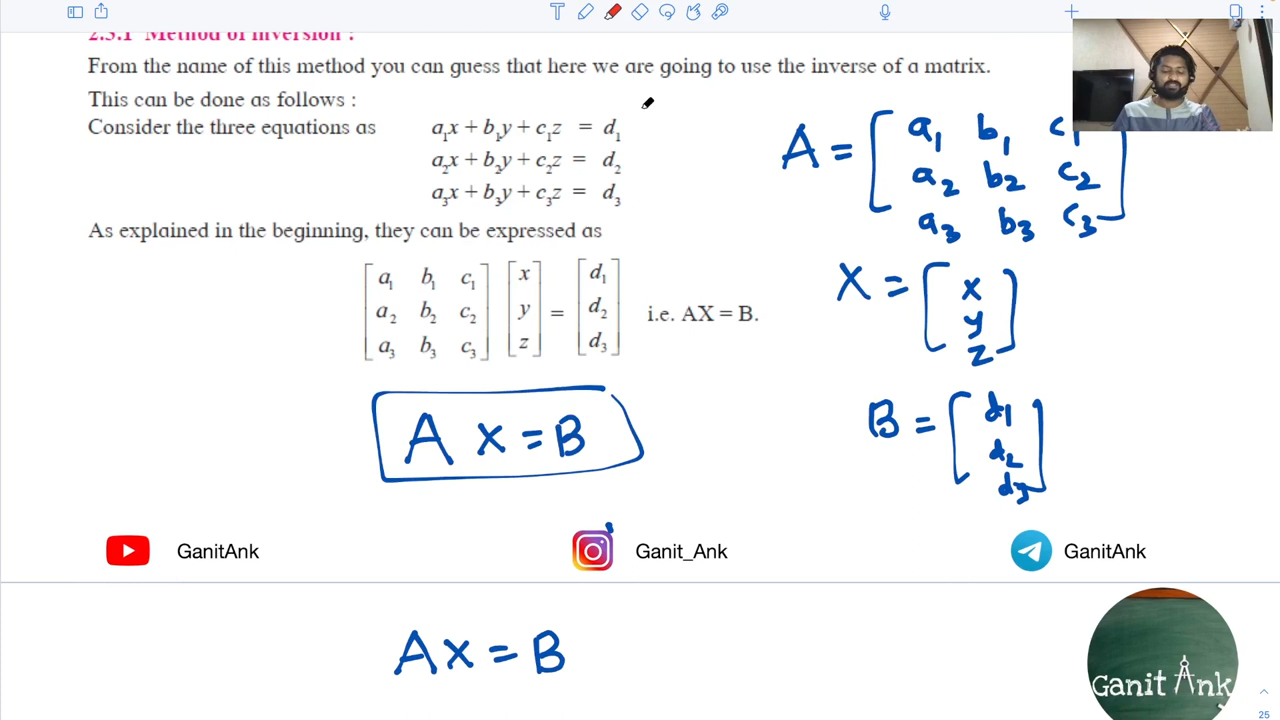 2.3.1 Method of Inversion :
From the name of this method you can guess that here we are going to use the inverse of a matrix.
This can be done as follows :
Consider the three equations as a₁x + b₁y + c₁z = d₁
a₂x + b₂y + c₂z = d₂
a₃x + b₃y + c₃z = d₃
As explained in the beginning, they can be expressed as
a₁ b₁ c₁ x d₁
a₂ b₂ c₂ y = d₂ i.e. AX = B.
a₃ b₃ c₃ z d₃
A = a₁ b₁ c₁
a₂ b₂ c₂
a₃ b₃ c₃
X = x
y
z
B = d₁
d₂
d₃
A X = B
GanitAnk Ganit_Ank GanitAnk
AX = B
Ganit Ank
25